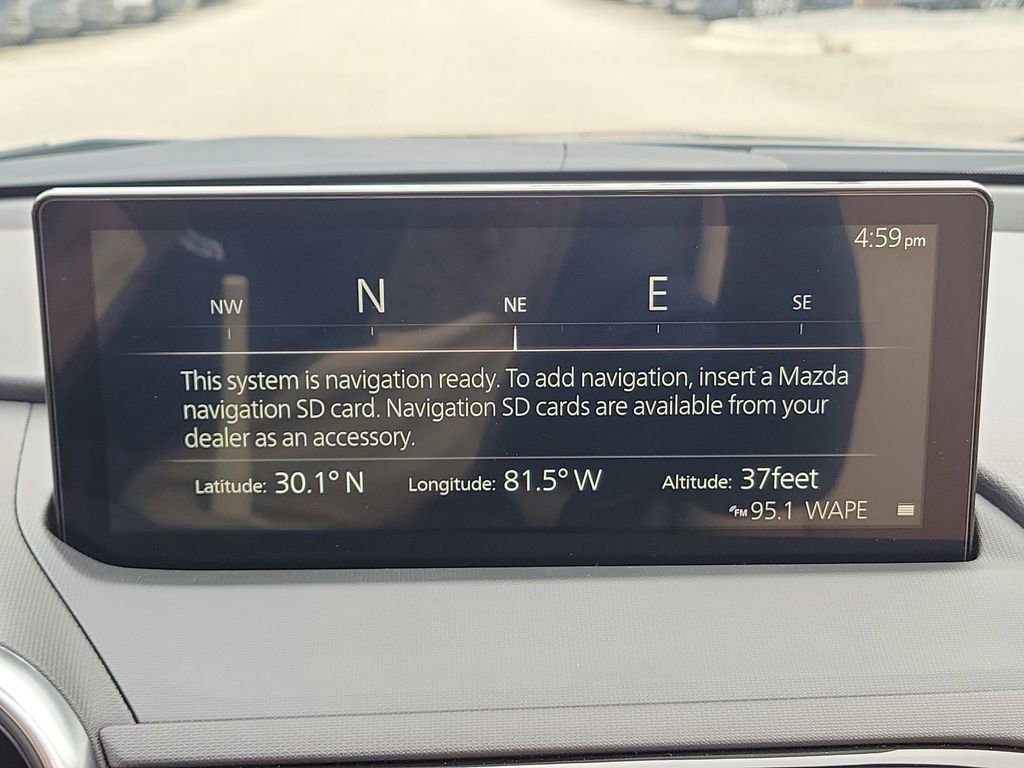 4:59pm
NW N NE E SE
This system is navigation ready. To add navigation, insert a Mazda
navigation SD card. Navigation SD cards are available from your
dealer as an accessory.
Latitude: 30.1° N Longitude: 81.5° W Altitude: 37feet
FM 95.1 WAPE